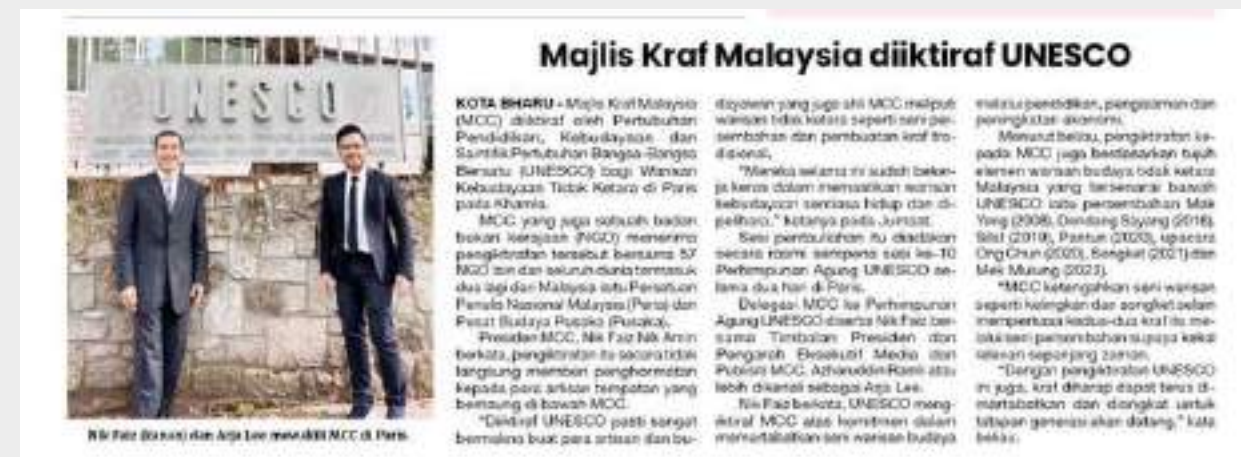 UNESCO
Majlis Kraf Malaysia diiktiraf UNESCO
Nik Faiz (kanan) dan Arja Lee mewakili MCC di Paris.
KOTA BHARU - Majlis Kraf Malaysia
(MCC) diiktiraf oleh Pertubuhan
Pendidikan, Kebudayaan dan
Saintifik Pertubuhan Bangsa-Bangsa
Bersatu (UNESCO) bagi Warisan
Kebudayaan Tidak Ketara di Paris
pada Khamis.
MCC yang juga sebuah badan
bukan kerajaan (NGO) menerima
pengiktirafan tersebut bersama 57
NGO lain dari seluruh dunia termasuk
dua lagi dari Malaysia iaitu Persatuan
Penulis Nasional Malaysia (Pena) dan
Pusat Budaya Pusaka (Pusaka).
Presiden MCC, Nik Faiz Nik Amin
berkata, pengiktirafan itu secara tidak
langsung memberi penghormatan
kepada para artisan tempatan yang
bernaung di bawah MCC.
"Diiktiraf UNESCO pasti sangat
bermakna buat para artisan dan bu-
dayawan yang juga ahli MCC meliputi
warisan tidak ketara seperti seni per-
sembahan dan pembuatan kraf tra-
disional.
"Mereka selama ini sudah beker-
ja keras dalam memastikan warisan
kebudayaan sentiasa hidup dan di-
pelihara," katanya pada Jumaat.
Sesi pentauliahan itu diadakan
secara rasmi sempena sesi ke-10
Perhimpunan Agung UNESCO se-
lama dua hari di Paris.
Delegasi MCC ke Perhimpunan
Agung UNESCO disertai Nik Faiz ber-
sama Timbalan Presiden dan
Pengarah Eksekutif Media dan
Publisiti MCC, Azharuddin Ramli atau
lebih dikenali sebagai Arja Lee.
Nik Faiz berkata, UNESCO meng-
iktiraf MCC atas komitmen dalam
memartabatkan seni warisan budaya
melalui pendidikan, pengalaman dan
peningkatan ekonomi.
Menurut beliau, pengiktirafan ke-
pada MCC juga berdasarkan tujuh
elemen warisan budaya tidak ketara
Malaysia yang tersenarai bawah
UNESCO iaitu persembahan Mak
Yong (2008), Dondang Sayang (2018),
Silat (2019), Pantun (2020), upacara
Ong Chun (2020), Songket (2021) dan
Mek Mulung (2023).
"MCC ketengahkan seni warisan
seperti kelingkan dan songket selain
memperkasa kedua-dua kraf itu me-
lalui seni persembahan supaya kekal
relevan sepanjang zaman.
"Dengan pengiktirafan UNESCO
ini juga, kraf diharap dapat terus di-
martabatkan dan diangkat untuk
tatapan generasi akan datang," kata
beliau.